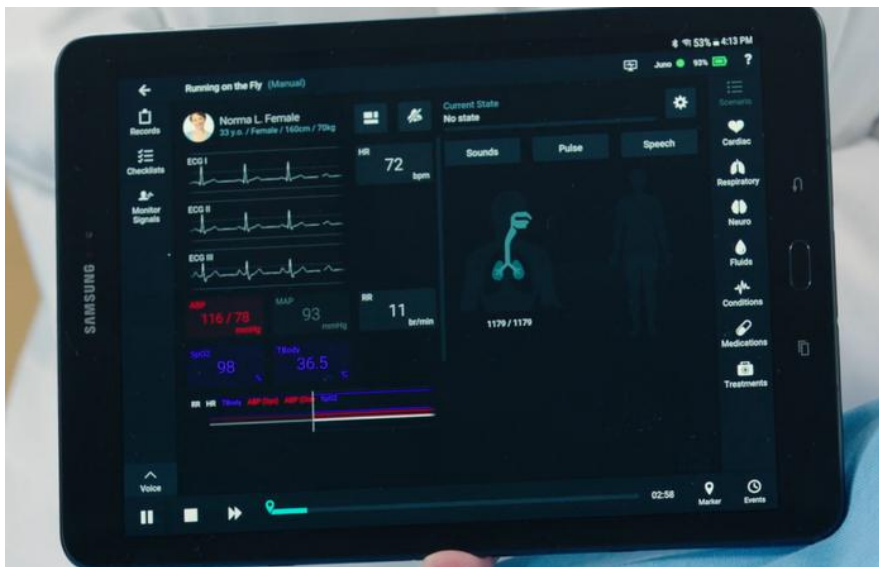 53% 4:13 PM
Running on the Fly (Manual)
Juno 93% ?
Records
Checklists
Monitor
Signals
Norma L. Female
33 y.o. / Female / 160cm / 70kg
ECG I
ECG II
ECG III
HR
72
bpm
ABP
116 / 78
mmHg
MAP
93
mmHg
RR
11
br/min
SpO2
98
%
TBody
36.5
°C
RR HR TBody ABP (Sys) ABP (Dia) SpO2
Current State
No state
Sounds
Pulse
Speech
1179 / 1179
Scenario
Cardiac
Respiratory
Neuro
Fluids
Conditions
Medications
Treatments
Voice
02:58
Marker
Events
SAMSUNG